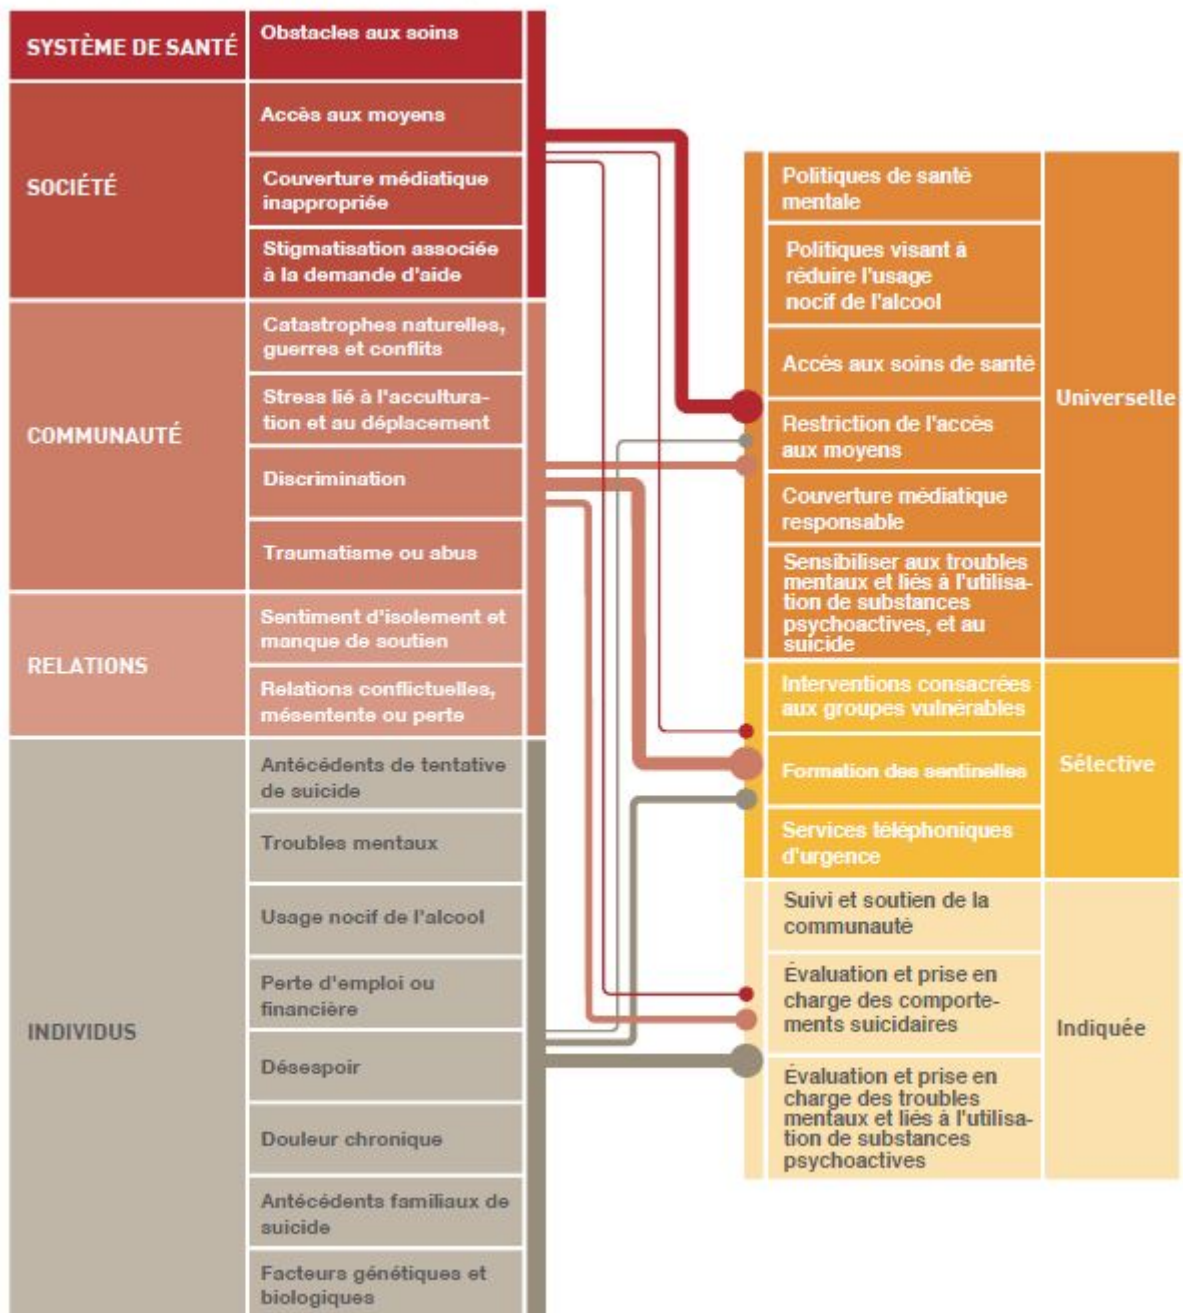 SYSTÈME DE SANTÉ
Obstacles aux soins
SOCIÉTÉ
Accès aux moyens
Couverture médiatique
inappropriée
Stigmatisation associée
à la demande d'aide
COMMUNAUTÉ
Catastrophes naturelles,
guerres et conflits
Stress lié à l'accultura-
tion et au déplacement
Discrimination
Traumatisme ou abus
RELATIONS
Sentiment d'isolement et
manque de soutien
Relations conflictuelles,
mésentente ou perte
INDIVIDUS
Antécédents de tentative
de suicide
Troubles mentaux
Usage nocif de l'alcool
Perte d'emploi ou
financière
Désespoir
Douleur chronique
Antécédents familiaux de
suicide
Facteurs génétiques et
biologiques
Politiques de santé
mentale
Politiques visant à
réduire l'usage
nocif de l'alcool
Accès aux soins de santé
Restriction de l'accès
aux moyens
Couverture médiatique
responsable
Sensibiliser aux troubles
mentaux et liés à l'utilisa-
tion de substances
psychoactives, et au
suicide
Universelle
Interventions consacrées
aux groupes vulnérables
Formation des sentinelles
Services téléphoniques
d'urgence
Sélective
Suivi et soutien de la
communauté
Évaluation et prise en
charge des comporte-
ments suicidaires
Évaluation et prise en
charge des troubles
mentaux et liés à l'utilisa-
tion de substances
psychoactives
Indiquée